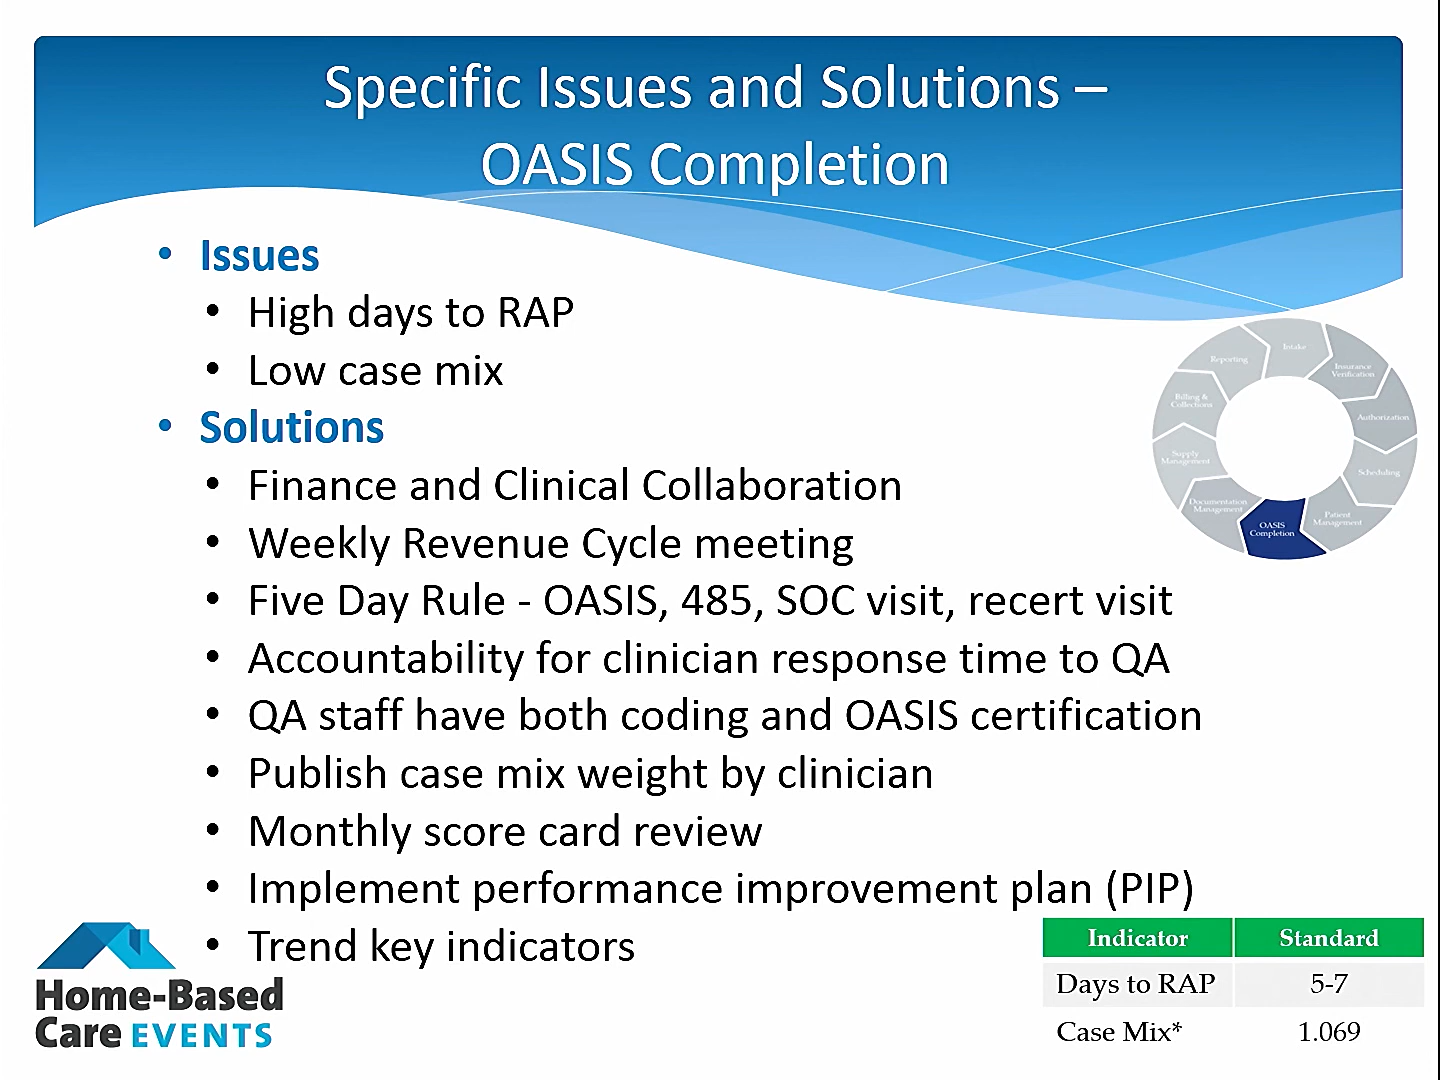 Specific Issues and Solutions –
OASIS Completion
• Issues
• High days to RAP
• Low case mix
• Solutions
• Finance and Clinical Collaboration
• Weekly Revenue Cycle meeting
• Five Day Rule - OASIS, 485, SOC visit, recert visit
• Accountability for clinician response time to QA
• QA staff have both coding and OASIS certification
• Publish case mix weight by clinician
• Monthly score card review
• Implement performance improvement plan (PIP)
• Trend key indicators
Intake
Insurance
Verification
Authorization
Scheduling
Patient
Management
OASIS
Completion
Documentation
Management
Supply
Management
Billing &
Collections
Reporting
Indicator Standard
Days to RAP 5-7
Case Mix* 1.069
Home-Based
Care EVENTS